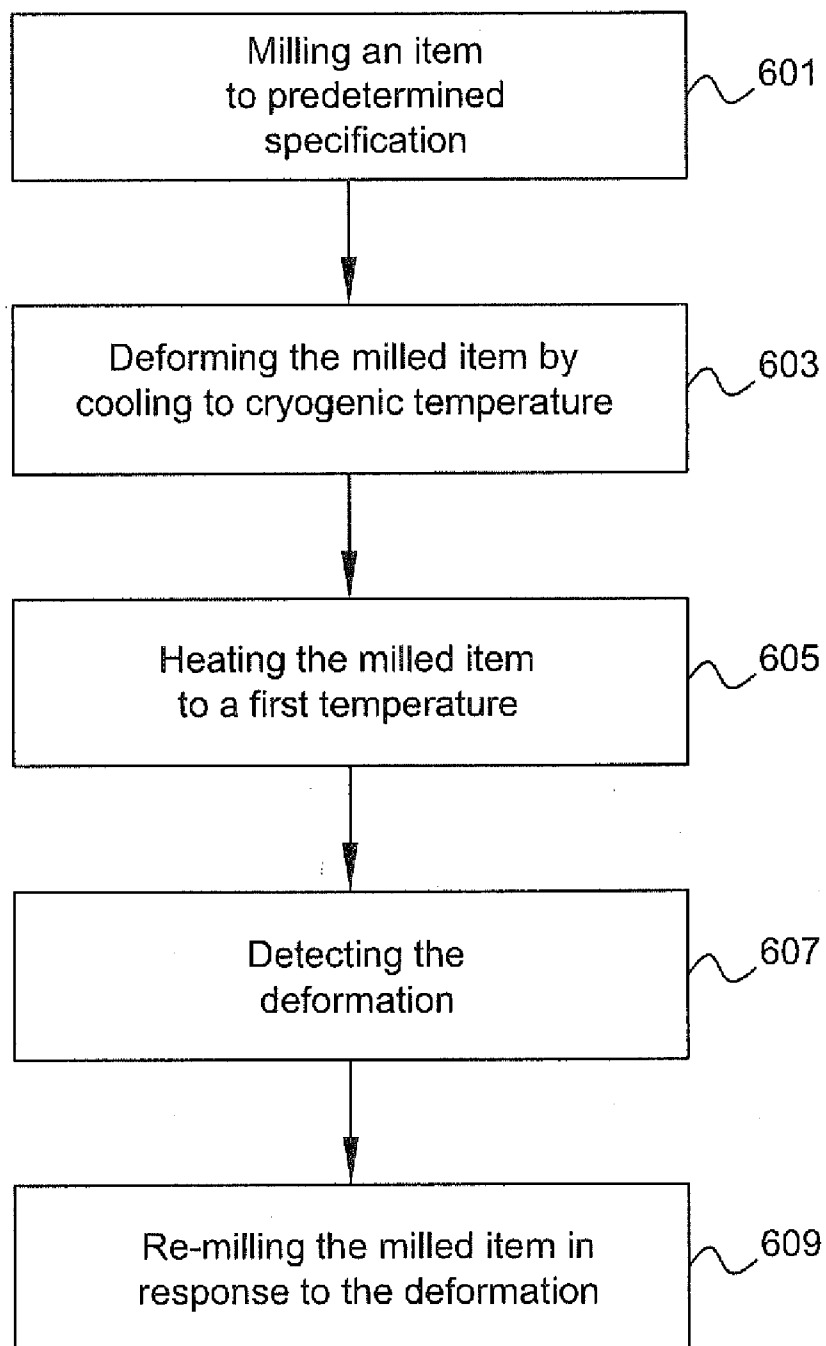 Milling an item
to predetermined
specification
601
Deforming the milled item by
cooling to cryogenic temperature
603
Heating the milled item
to a first temperature
605
Detecting the
deformation
607
Re-milling the milled item in
response to the deformation
609